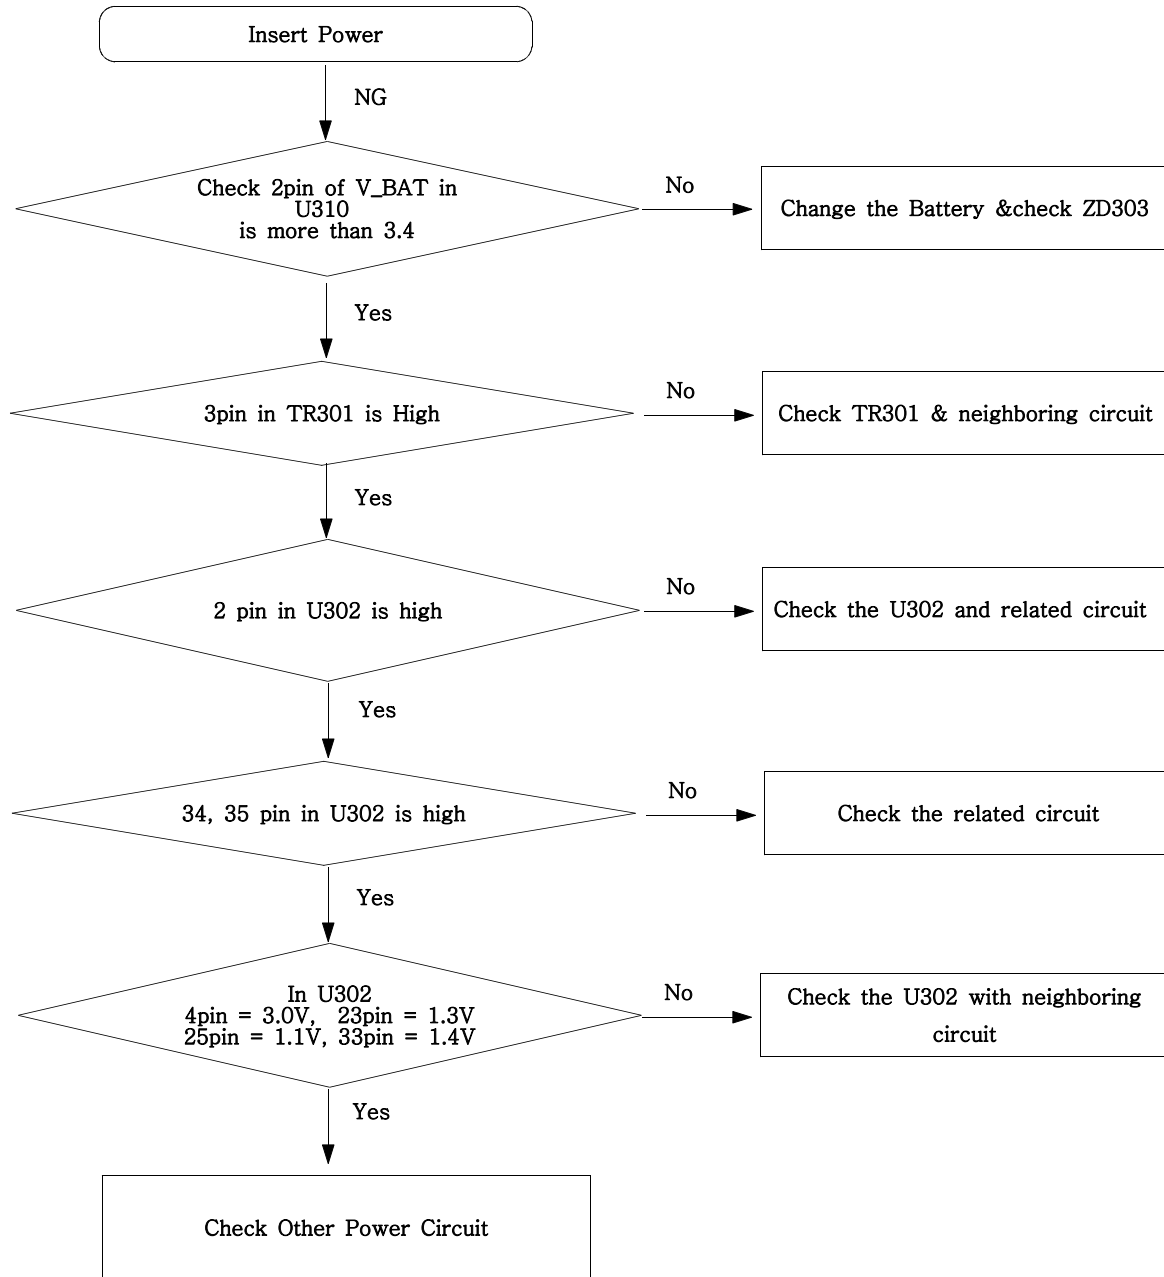 Insert Power
NG
Check 2pin of V_BAT in
U310
is more than 3.4
No
Change the Battery &check ZD303
Yes
3pin in TR301 is High
No
Check TR301 & neighboring circuit
Yes
2 pin in U302 is high
No
Check the U302 and related circuit
Yes
34, 35 pin in U302 is high
No
Check the related circuit
Yes
In U302
4pin = 3.0V, 23pin = 1.3V
25pin = 1.1V, 33pin = 1.4V
No
Check the U302 with neighboring
circuit
Yes
Check Other Power Circuit